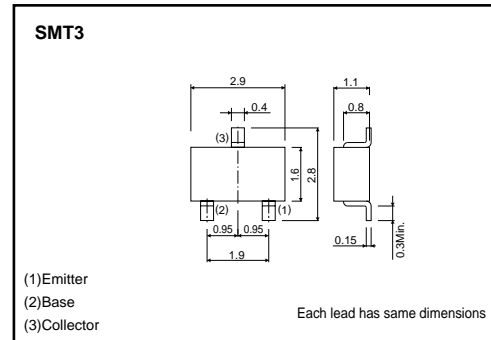 SMT3
2.9
1.1
0.4
0.8
(3)
1.6
2.8
(2)
(1)
0.95
0.95
0.15
0.3Min.
1.9
(1)Emitter
(2)Base
(3)Collector
Each lead has same dimensions